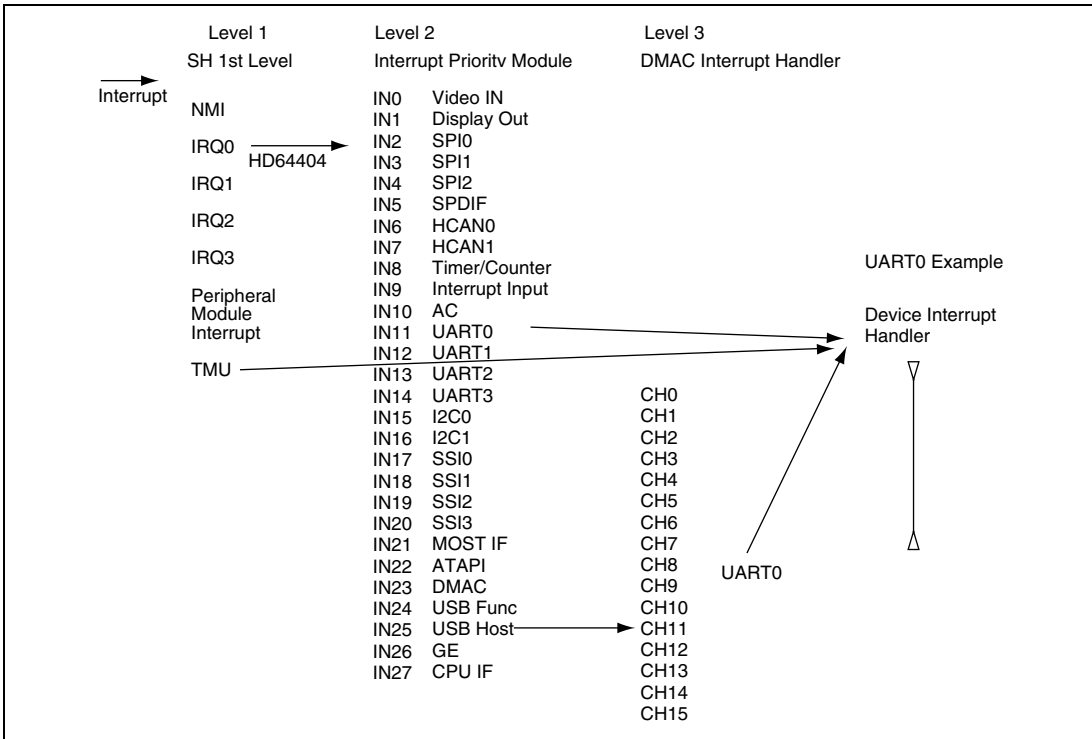 Level 1 Level 2 Level 3
SH 1st Level Interrupt Priority Module DMAC Interrupt Handler
Interrupt
NMI
IRQ0 HD64404
IRQ1
IRQ2
IRQ3
Peripheral
Module
Interrupt
TMU
IN0 Video IN
IN1 Display Out
IN2 SPI0
IN3 SPI1
IN4 SPI2
IN5 SPDIF
IN6 HCAN0
IN7 HCAN1
IN8 Timer/Counter
IN9 Interrupt Input
IN10 AC
IN11 UART0
IN12 UART1
IN13 UART2
IN14 UART3
IN15 I2C0
IN16 I2C1
IN17 SSI0
IN18 SSI1
IN19 SSI2
IN20 SSI3
IN21 MOST IF
IN22 ATAPI
IN23 DMAC
IN24 USB Func
IN25 USB Host
IN26 GE
IN27 CPU IF
CH0
CH1
CH2
CH3
CH4
CH5
CH6
CH7
CH8
CH9
CH10
CH11
CH12
CH13
CH14
CH15
UART0
UART0 Example
Device Interrupt
Handler